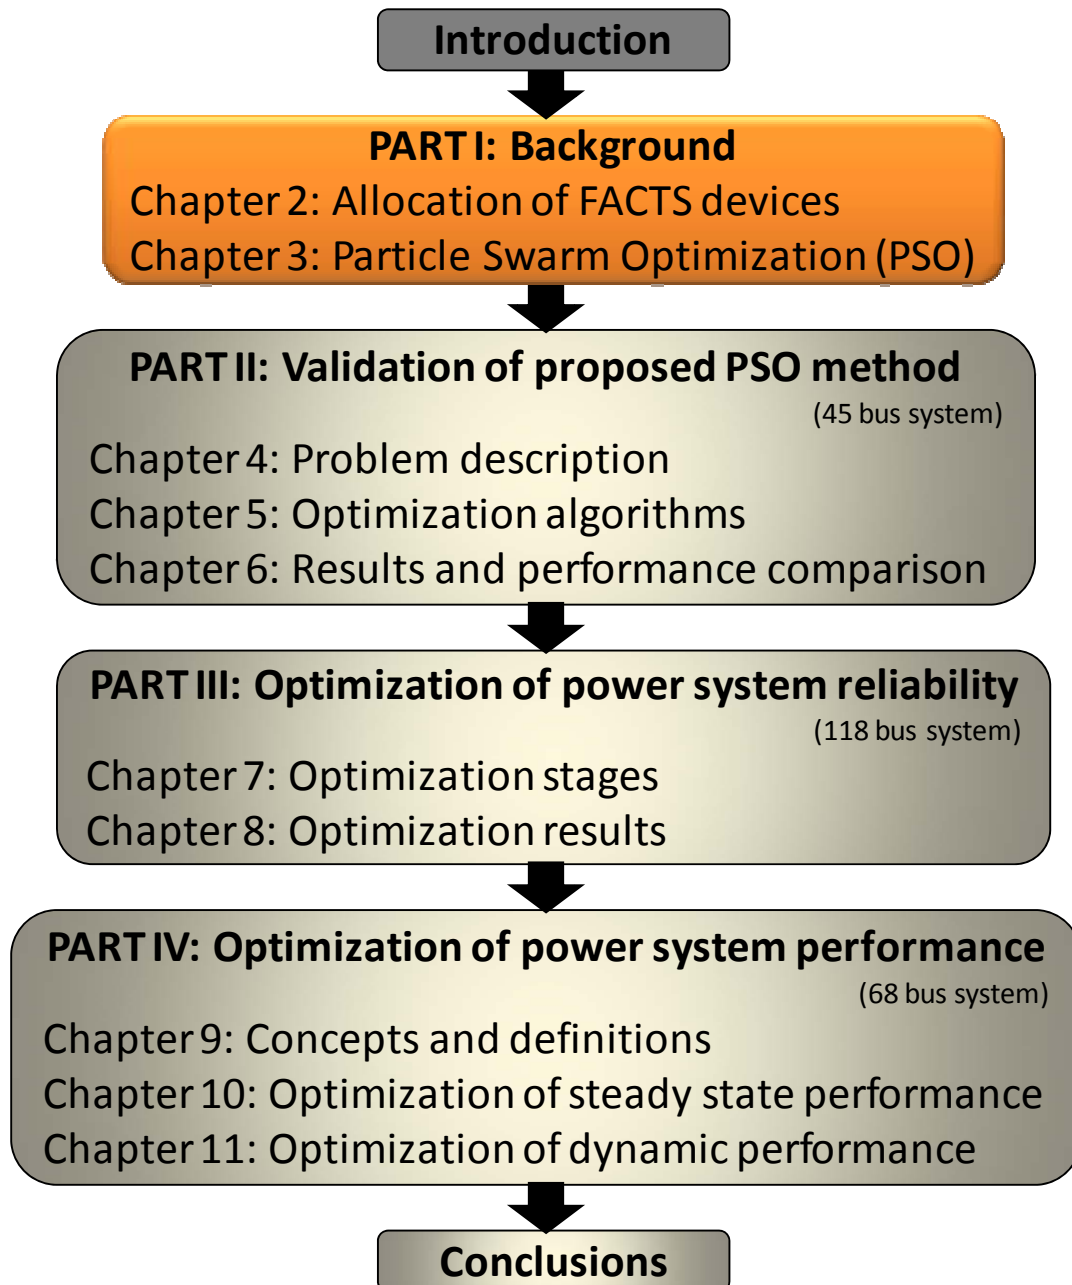 Introduction
PART I: Background
Chapter 2: Allocation of FACTS devices
Chapter 3: Particle Swarm Optimization (PSO)
PART II: Validation of proposed PSO method
(45 bus system)
Chapter 4: Problem description
Chapter 5: Optimization algorithms
Chapter 6: Results and performance comparison
PART III: Optimization of power system reliability
(118 bus system)
Chapter 7: Optimization stages
Chapter 8: Optimization results
PART IV: Optimization of power system performance
(68 bus system)
Chapter 9: Concepts and definitions
Chapter 10: Optimization of steady state performance
Chapter 11: Optimization of dynamic performance
Conclusions